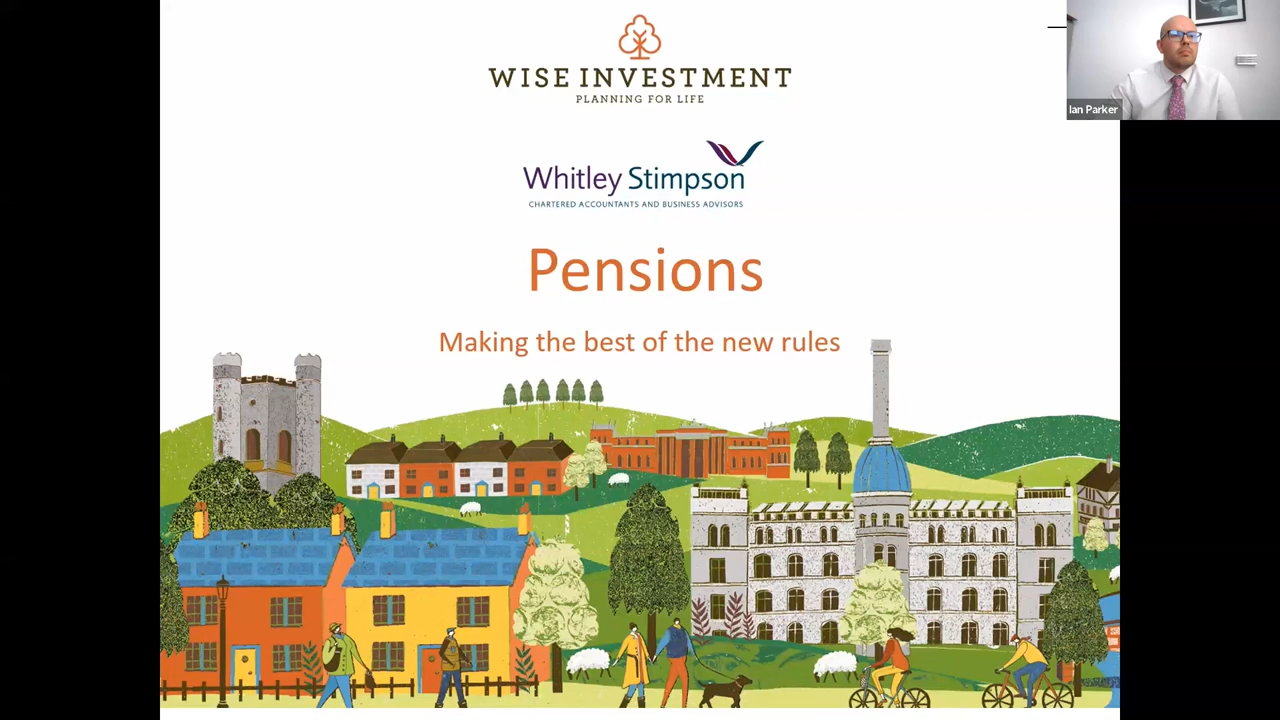 WISE INVESTMENT
PLANNING FOR LIFE
Ian Parker
Whitley Stimpson
CHARTERED ACCOUNTANTS AND BUSINESS ADVISORS
Pensions
Making the best of the new rules